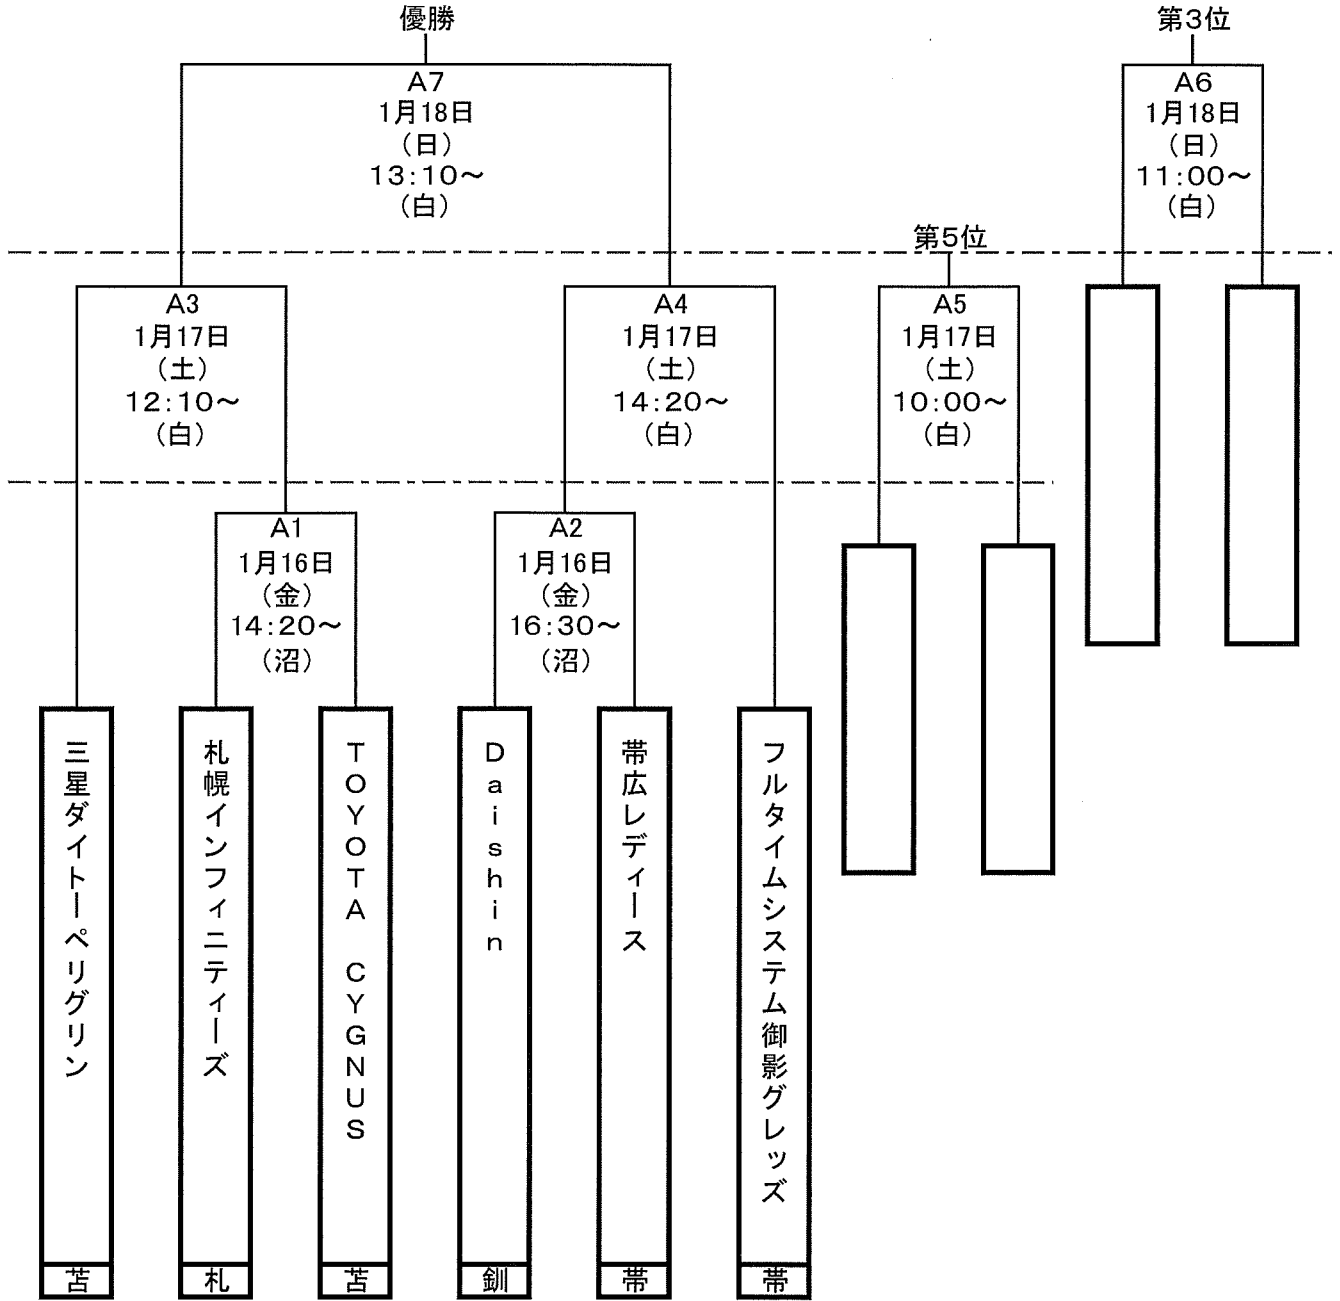 優勝
A7
1月18日
（日）
13:10～
（白）
第3位
A6
1月18日
（日）
11:00～
（白）
第5位
A3
1月17日
（土）
12:10～
（白）
A4
1月17日
（土）
14:20～
（白）
A5
1月17日
（土）
10:00～
（白）
A1
1月16日
（金）
14:20～
（沼）
A2
1月16日
（金）
16:30～
（沼）
三星ダイトーペリグリン
苫
札幌インフィニティーズ
札
TOYOTA CYGNUS
苫
Daishin
釧
帯広レディース
帯
フルタイムシステム御影グレッズ
帯